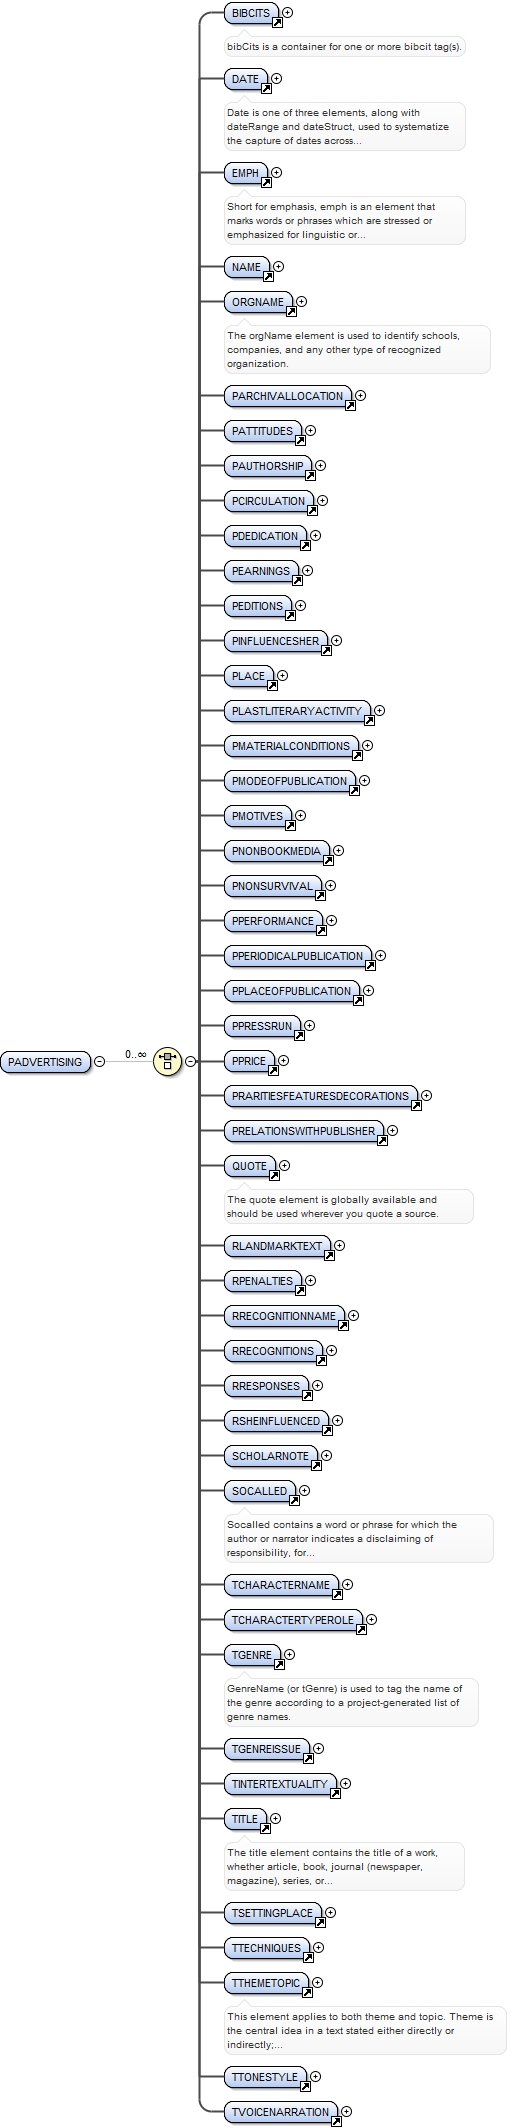 BIBCITS
bibCits is a container for one or more bibcit tag(s).
DATE
Date is one of three elements, along with
dateRange and dateStruct, used to systematize
the capture of dates across...
EMPH
Short for emphasis, emph is an element that
marks words or phrases which are stressed or
emphasized for linguistic or...
NAME
ORGNAME
The orgName element is used to identify schools,
companies, and any other type of recognized
organization.
PARCHIVALLOCATION
PATTITUDES
PAUTHORSHIP
PCIRCULATION
PDEDICATION
PEARNINGS
PEDITIONS
PINFLUENCESHER
PLACE
PLASTLITERARYACTIVITY
PMATERIALCONDITIONS
PMODEOFPUBLICATION
PMOTIVES
PNONBOOKMEDIA
PNONSURVIVAL
PPERFORMANCE
PPERIODICALPUBLICATION
PPLACEOFPUBLICATION
PPRESSRUN
PADVERTISING
0..∞
PPRICE
PRARITIESFEATURESDECORATIONS
PRELATIONSWITHPUBLISHER
QUOTE
The quote element is globally available and
should be used wherever you quote a source.
RLANDMARKTEXT
RPENALTIES
RRECOGNITIONNAME
RRECOGNITIONS
RRESPONSES
RSHEINFLUENCED
SCHOLARNOTE
SOCALLED
Socalled contains a word or phrase for which the
author or narrator indicates a disclaiming of
responsibility, for...
TCHARACTERNAME
TCHARACTERTYPEROLE
TGENRE
GenreName (or tGenre) is used to tag the name of
the genre according to a project-generated list of
genre names.
TGENREISSUE
TINTERTEXTUALITY
TITLE
The title element contains the title of a work,
whether article, book, journal (newspaper,
magazine), series, or...
TSETTINGPLACE
TTECHNIQUES
TTHEMETOPIC
This element applies to both theme and topic. Theme is
the central idea in a text stated either directly or
indirectly;...
TTONESTYLE
TVOICENARRATION